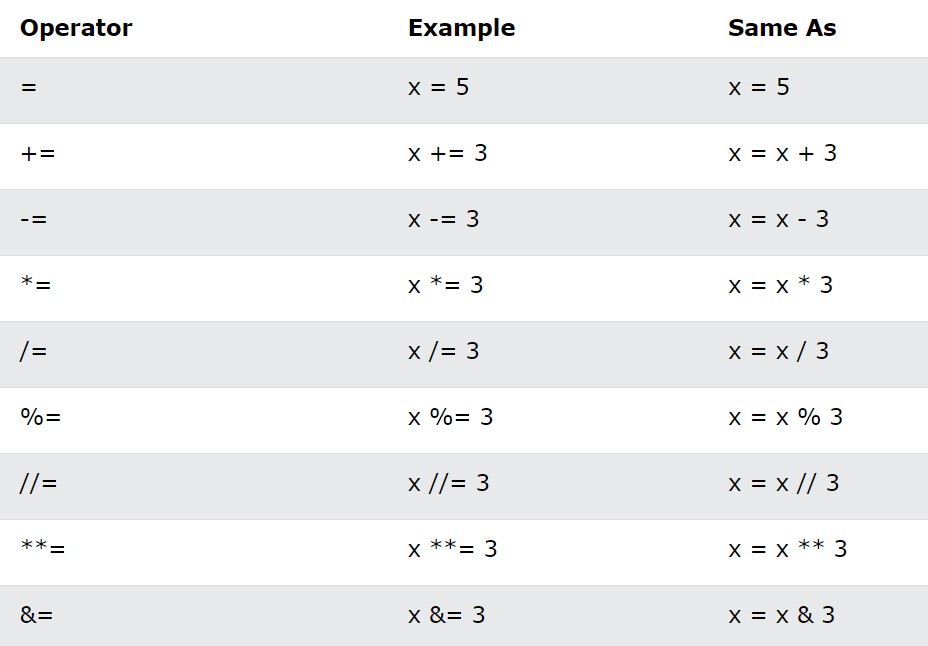 Operator Example Same As
= x = 5 x = 5
+= x += 3 x = x + 3
-= x -= 3 x = x - 3
*= x *= 3 x = x * 3
/= x /= 3 x = x / 3
%= x %= 3 x = x % 3
//= x //= 3 x = x // 3
**= x **= 3 x = x ** 3
&= x &= 3 x = x & 3